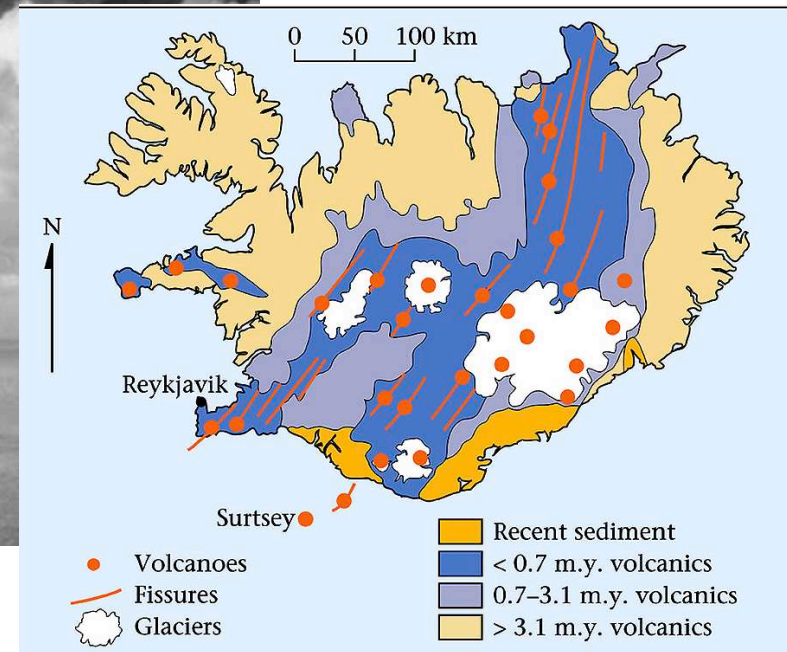 0 50 100 km
N
Reykjavik
Surtsey
Volcanoes
Fissures
Glaciers
Recent sediment
< 0.7 m.y. volcanics
0.7–3.1 m.y. volcanics
> 3.1 m.y. volcanics